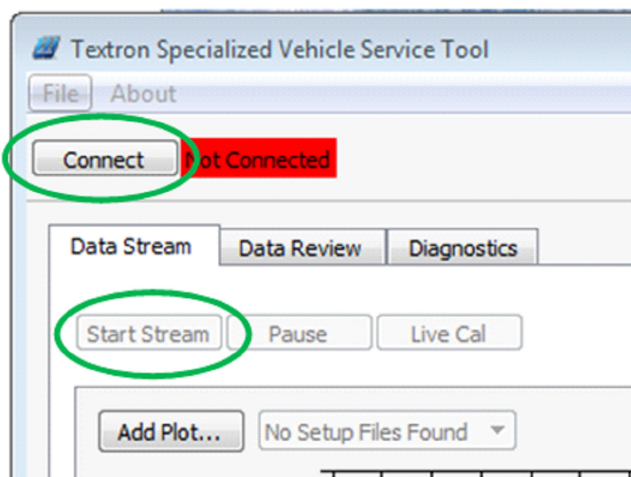 Textron Specialized Vehicle Service Tool
File About
Connect Not Connected
Data Stream Data Review Diagnostics
Start Stream Pause Live Cal
Add Plot... No Setup Files Found